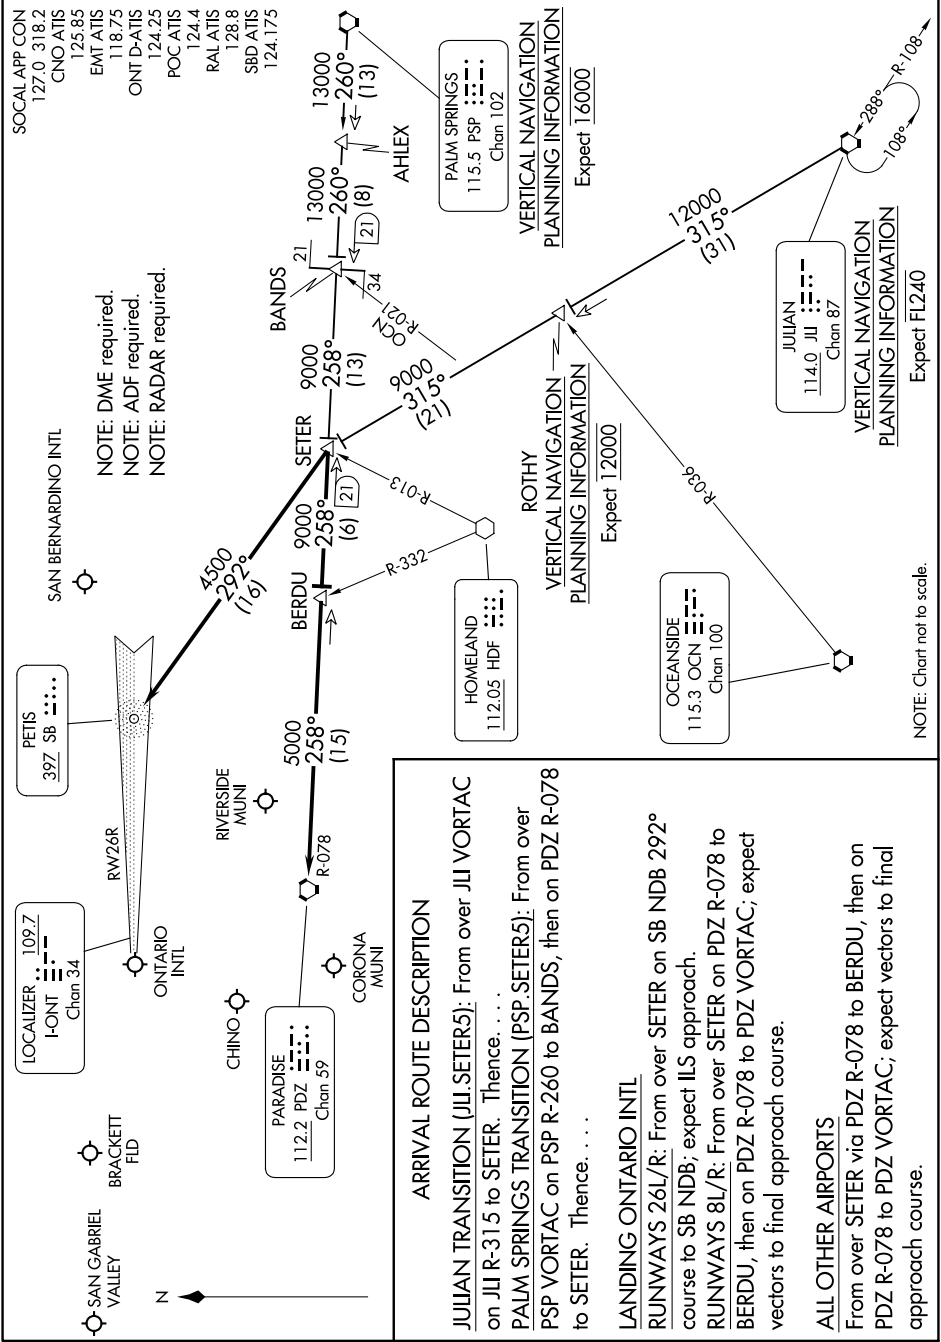 SOCAL APP CON
127.0 318.2
CNO ATIS
125.85
EMT ATIS
118.75
ONT D-ATIS
124.25
POC ATIS
124.4
RAL ATIS
128.8
SBD ATIS
124.175
NOTE: DME required.
NOTE: ADF required.
NOTE: RADAR required.
SAN BERNARDINO INTL
PETIS
397 SB
LOCALIZER 109.7
I-ONT
Chan 34
RW26R
ONTARIO
INTL
BRACKETT
FLD
SAN GABRIEL
VALLEY
N
CHINO
RIVERSIDE
MUNI
CORONA
MUNI
PARADISE
112.2 PDZ
Chan 59
R-078
5000
258°
(15)
BERDU
9000
258°
(6)
21
4500
292°
(16)
SETER
9000
258°
(13)
BANDS
21
34
13000
260°
(8)
21
AHLEX
13000
260°
(13)
PALM SPRINGS
115.5 PSP
Chan 102
VERTICAL NAVIGATION
PLANNING INFORMATION
Expect 16000
OCN
R-021
9000
315°
(21)
R-013
R-332
HOMELAND
112.05 HDF
ROTHY
VERTICAL NAVIGATION
PLANNING INFORMATION
Expect 12000
12000
315°
(31)
R-036
OCEANSIDE
115.3 OCN
Chan 100
JULIAN
114.0 JLI
Chan 87
VERTICAL NAVIGATION
PLANNING INFORMATION
Expect FL240
288°
R-108
108°
NOTE: Chart not to scale.
ARRIVAL ROUTE DESCRIPTION
JULIAN TRANSITION (JLI.SETER5): From over JLI VORTAC
on JLI R-315 to SETER. Thence. . . .
PALM SPRINGS TRANSITION (PSP.SETER5): From over
PSP VORTAC on PSP R-260 to BANDS, then on PDZ R-078
to SETER. Thence. . . .
LANDING ONTARIO INTL
RUNWAYS 26L/R: From over SETER on SB NDB 292°
course to SB NDB; expect ILS approach.
RUNWAYS 8L/R: From over SETER on PDZ R-078 to
BERDU, then on PDZ R-078 to PDZ VORTAC; expect
vectors to final approach course.
ALL OTHER AIRPORTS
From over SETER via PDZ R-078 to BERDU, then on
PDZ R-078 to PDZ VORTAC; expect vectors to final
approach course.